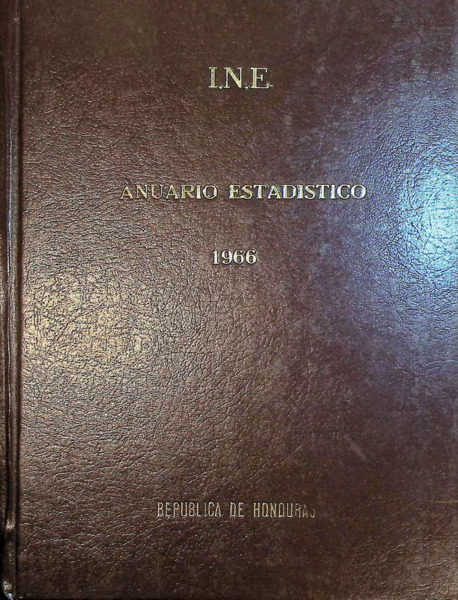 I.N.E.
ANUARIO ESTADISTICO
1966
REPUBLICA DE HONDURAS